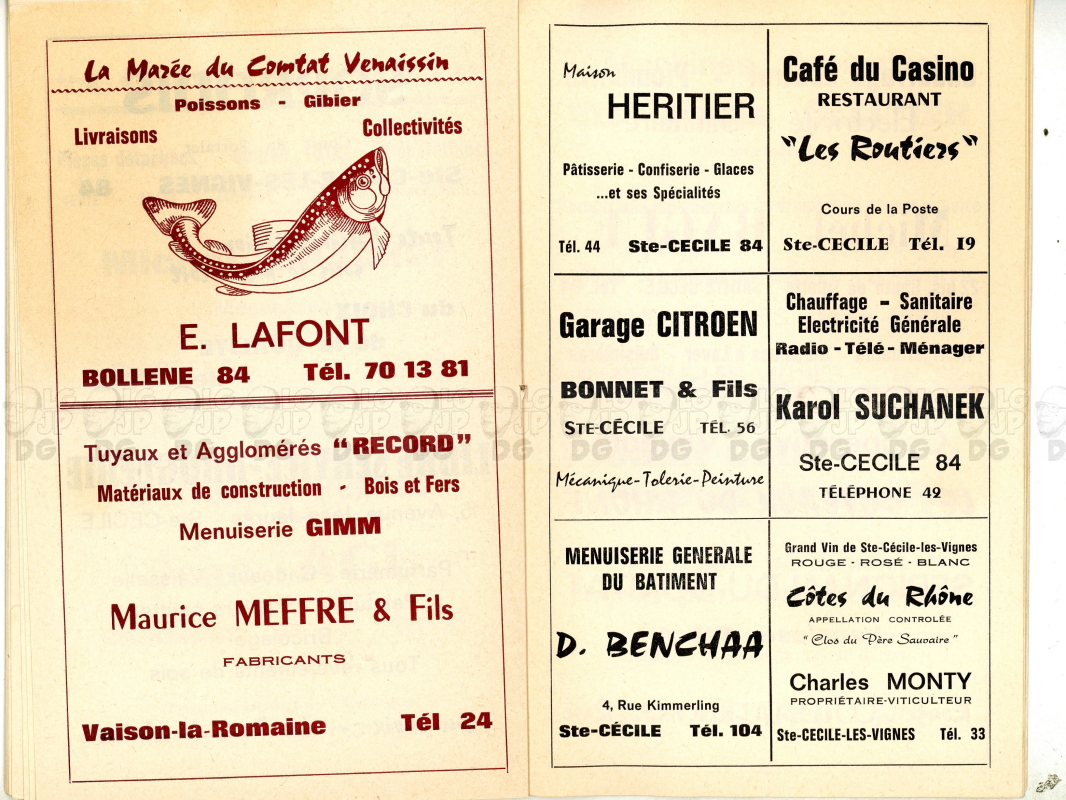 La Marée du Comtat Venaissin
Poissons - Gibier
Livraisons Collectivités
E. LAFONT
BOLLENE 84 Tél. 70 13 81
Tuyaux et Agglomérés "RECORD"
Matériaux de construction - Bois et Fers
Menuiserie GIMM
Maurice MEFFRE & Fils
FABRICANTS
Vaison-la-Romaine Tél 24
Maison
HERITIER
Pâtisserie - Confiserie - Glaces
...et ses Spécialités
Tél. 44 Ste-CECILE 84
Café du Casino
RESTAURANT
"Les Routiers"
Cours de la Poste
Ste-CECILE Tél. 19
Garage CITROEN
BONNET & Fils
STE-CÉCILE TÉL. 56
Mécanique-Tolerie-Peinture
Chauffage - Sanitaire
Electricité Générale
Radio - Télé - Ménager
Karol SUCHANEK
Ste-CECILE 84
TÉLÉPHONE 42
MENUISERIE GENERALE
DU BATIMENT
D. BENCHAA
4, Rue Kimmerling
Ste-CÉCILE Tél. 104
Grand Vin de Ste-Cécile-les-Vignes
ROUGE - ROSÉ - BLANC
Côtes du Rhône
APPELLATION CONTROLÉE
"Clos du Père Sauvaire"
Charles MONTY
PROPRIÉTAIRE-VITICULTEUR
Ste-CECILE-LES-VIGNES Tél. 33